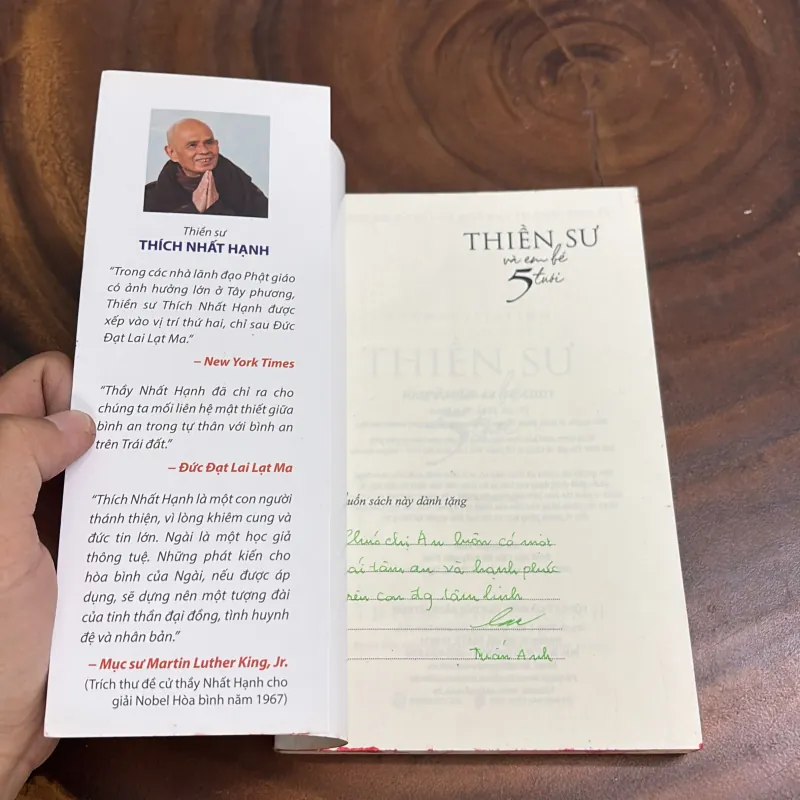 Thiền sư
THÍCH NHẤT HẠNH
“Trong các nhà lãnh đạo Phật giáo
có ảnh hưởng lớn ở Tây phương,
Thiền sư Thích Nhất Hạnh được
xếp vào vị trí thứ hai, chỉ sau Đức
Đạt Lai Lạt Ma.”
– New York Times
“Thầy Nhất Hạnh đã chỉ ra cho
chúng ta mối liên hệ mật thiết giữa
bình an trong tự thân với bình an
trên Trái đất.”
– Đức Đạt Lai Lạt Ma
“Thích Nhất Hạnh là một con người
thánh thiện, vì lòng khiêm cung và
đức tin lớn. Ngài là một học giả
thông tuệ. Những phát kiến cho
hòa bình của Ngài, nếu được áp
dụng, sẽ dựng nên một tượng đài
của tinh thần đại đồng, tình huynh
đệ và nhân bản.”
– Mục sư Martin Luther King, Jr.
(Trích thư đề cử thầy Nhất Hạnh cho
giải Nobel Hòa bình năm 1967)
THIỀN SƯ
và em bé
5 tuổi
uốn sách này dành tặng
chị An luôn có một
tâm an và hạnh phúc
con đg tâm linh
Anh